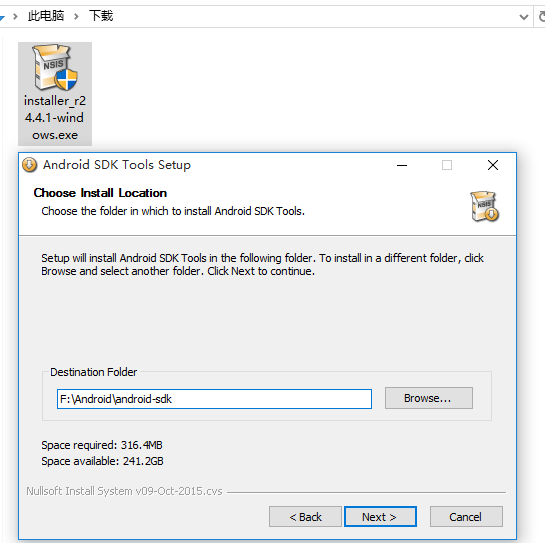 此电脑 > 下载
NSIS
installer_r2
4.4.1-wind
ows.exe
Android SDK Tools Setup
Choose Install Location
Choose the folder in which to install Android SDK Tools.
NSIS
Setup will install Android SDK Tools in the following folder. To install in a different folder, click
Browse and select another folder. Click Next to continue.
Destination Folder
F:\Android\android-sdk
Browse...
Space required: 316.4MB
Space available: 241.2GB
Nullsoft Install System v09-Oct-2015.cvs
< Back
Next >
Cancel